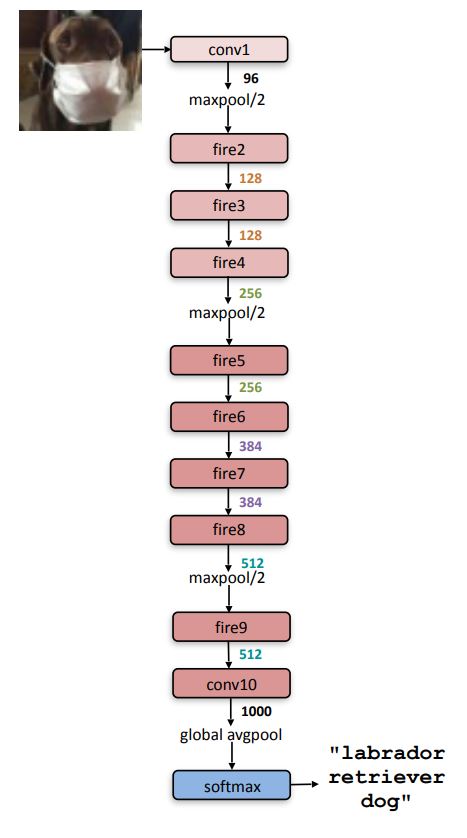 conv1
96
maxpool/2
fire2
128
fire3
128
fire4
256
maxpool/2
fire5
256
fire6
384
fire7
384
fire8
512
maxpool/2
fire9
512
conv10
1000
global avgpool
softmax
"labrador
retriever
dog"